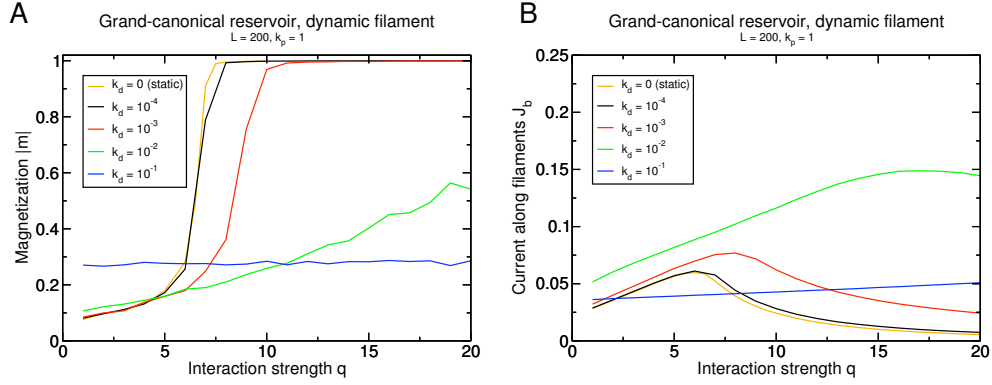 A
Grand-canonical reservoir, dynamic filament
L = 200, k_p = 1
Magnetization |m|
1
0.8
0.6
0.4
0.2
0
k_d = 0 (static)
k_d = 10^-4
k_d = 10^-3
k_d = 10^-2
k_d = 10^-1
0 5 10 15 20
Interaction strength q
B
Grand-canonical reservoir, dynamic filament
L = 200, k_p = 1
Current along filaments J_b
0.25
0.20
0.15
0.10
0.05
0
k_d = 0 (static)
k_d = 10^-4
k_d = 10^-3
k_d = 10^-2
k_d = 10^-1
0 5 10 15 20
Interaction strength q